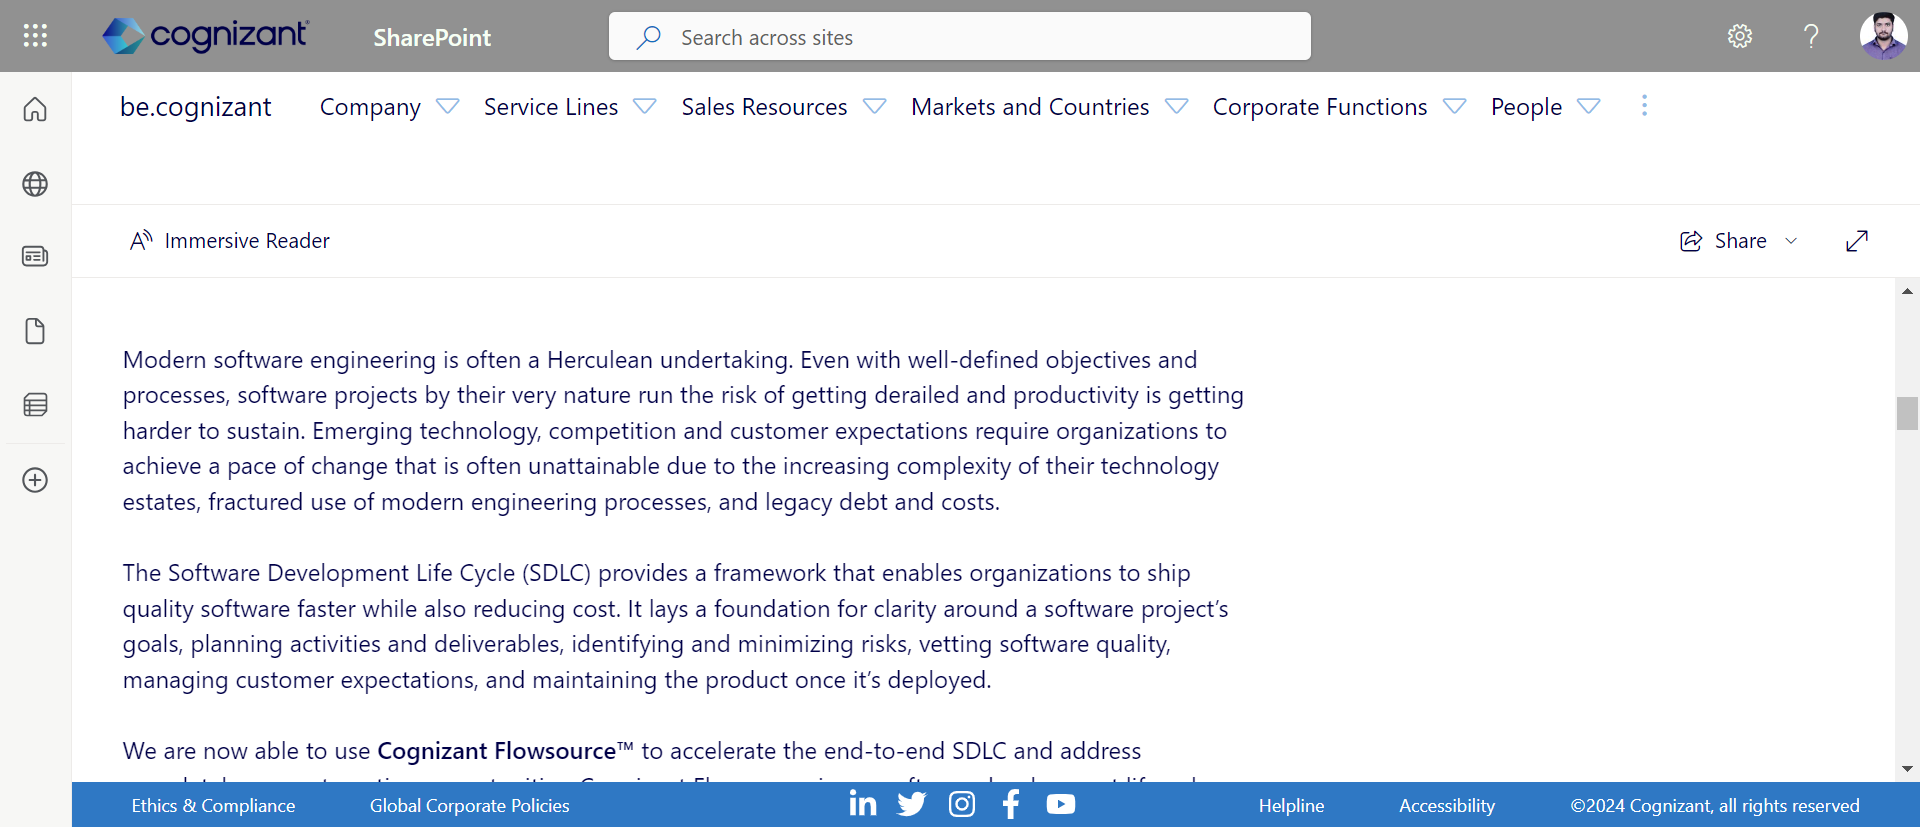 cognizant
SharePoint
Search across sites
be.cognizant
Company
Service Lines
Sales Resources
Markets and Countries
Corporate Functions
People
Immersive Reader
Share
Modern software engineering is often a Herculean undertaking. Even with well-defined objectives and
processes, software projects by their very nature run the risk of getting derailed and productivity is getting
harder to sustain. Emerging technology, competition and customer expectations require organizations to
achieve a pace of change that is often unattainable due to the increasing complexity of their technology
estates, fractured use of modern engineering processes, and legacy debt and costs.
The Software Development Life Cycle (SDLC) provides a framework that enables organizations to ship
quality software faster while also reducing cost. It lays a foundation for clarity around a software project’s
goals, planning activities and deliverables, identifying and minimizing risks, vetting software quality,
managing customer expectations, and maintaining the product once it’s deployed.
We are now able to use Cognizant Flowsource™ to accelerate the end-to-end SDLC and address
Ethics & Compliance
Global Corporate Policies
Helpline
Accessibility
©2024 Cognizant, all rights reserved